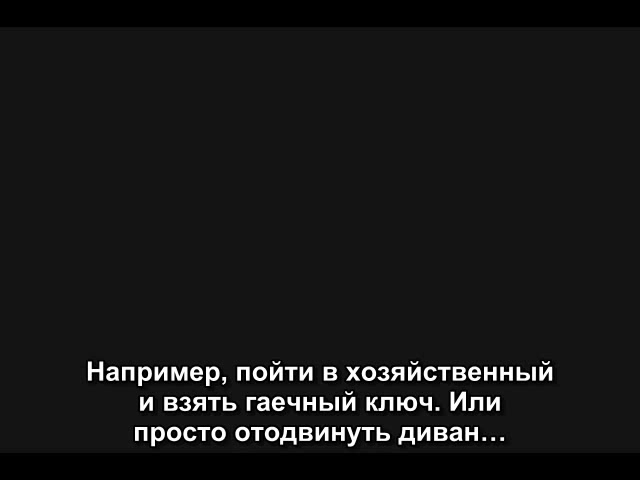 Например, пойти в хозяйственный
и взять гаечный ключ. Или
просто отодвинуть диван…